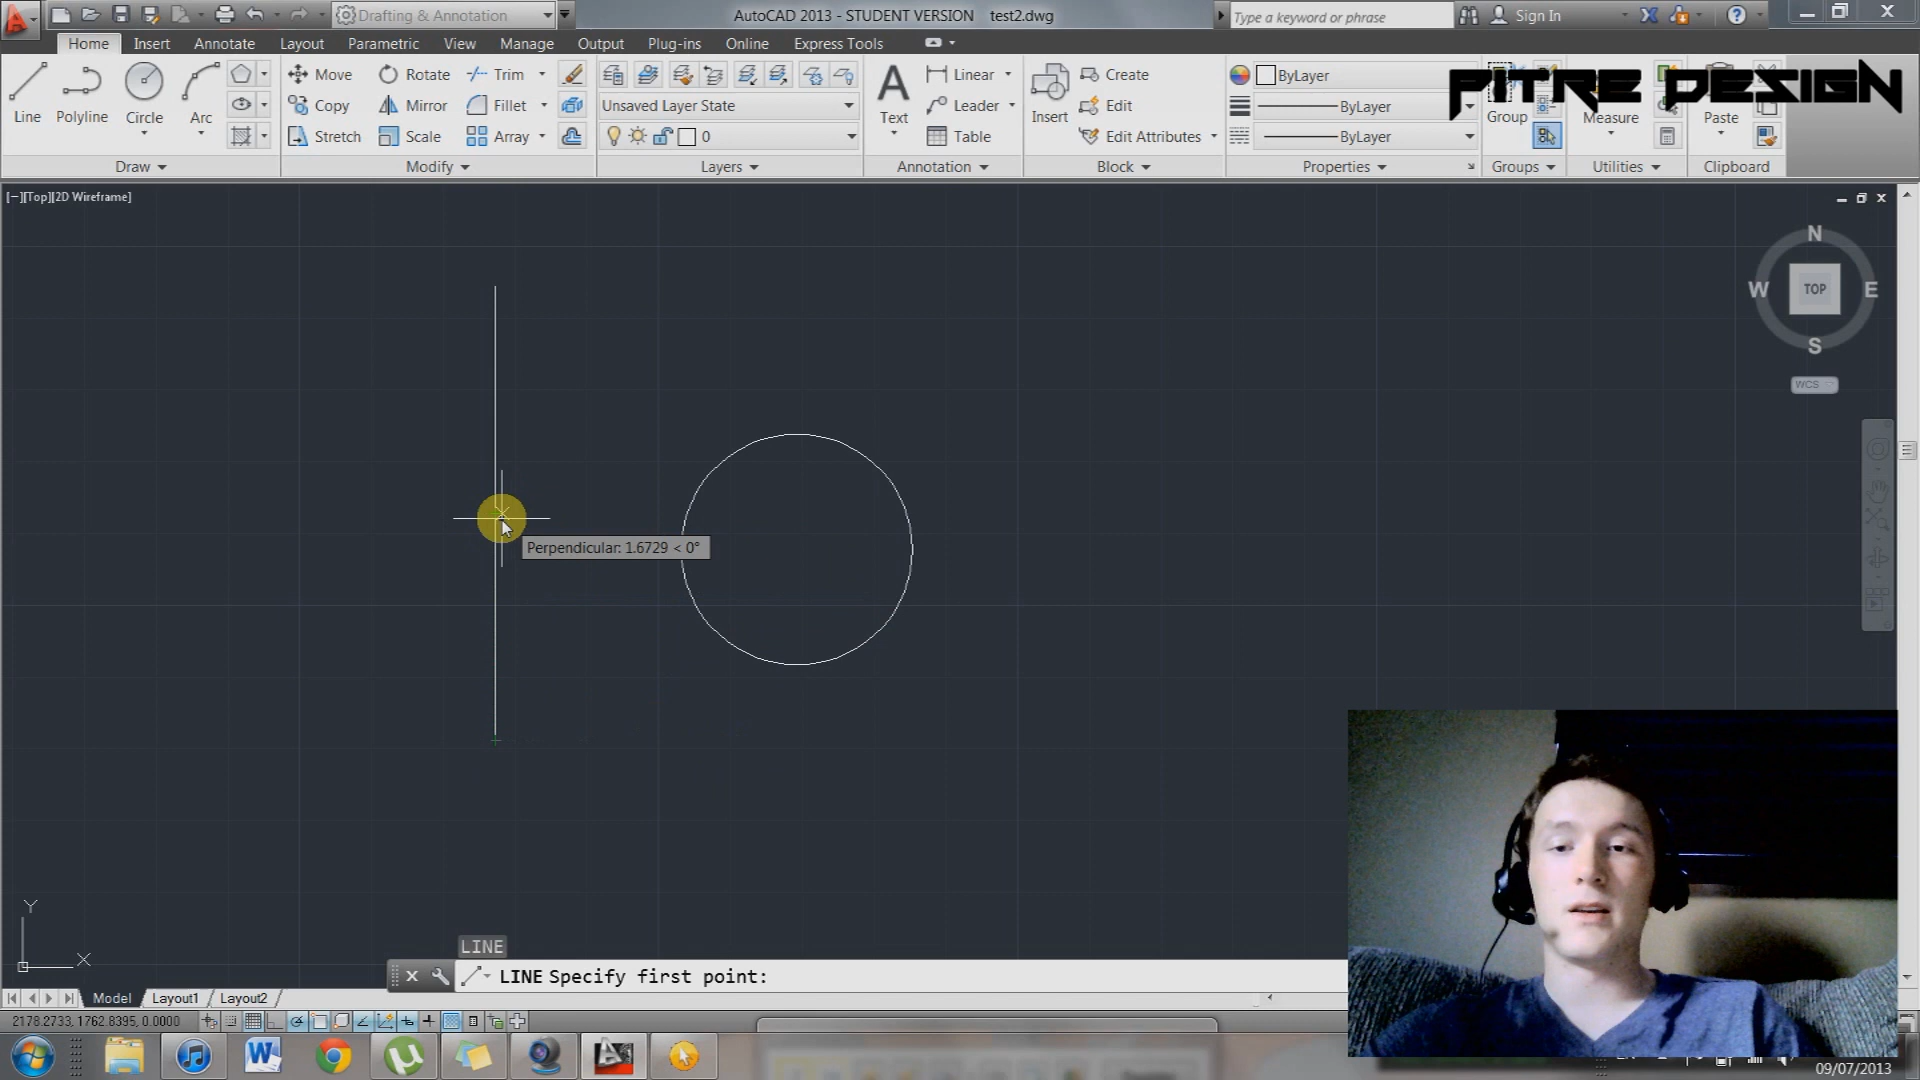 Drafting & Annotation
AutoCAD 2013 - STUDENT VERSION test2.dwg
Type a keyword or phrase
Sign In
Home Insert Annotate Layout Parametric View Manage Output Plug-ins Online Express Tools
Line Polyline Circle Arc
Move Rotate Trim
Copy Mirror Fillet
Stretch Scale Array
Unsaved Layer State
0
Text
Linear
Leader
Table
Insert
Create
Edit
Edit Attributes
ByLayer
ByLayer
ByLayer
Group Measure Paste
PITRE DESIGN
Draw Modify Layers Annotation Block Properties Groups Utilities Clipboard
[−][Top][2D Wireframe]
N
W TOP E
S
WCS
Perpendicular: 1.6729 < 0°
Y
X
LINE
LINE Specify first point:
Model Layout1 Layout2
2178.2733, 1762.8395, 0.0000
09/07/2013